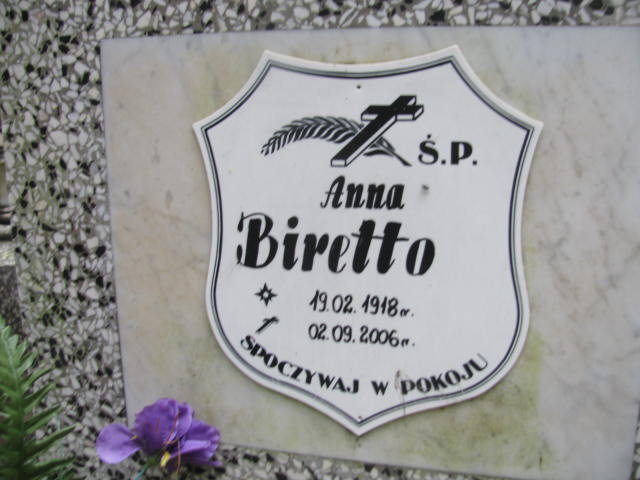 Ś.P.
Anna
Biretto
19.02.1918 r.
02.09.2006 r.
SPOCZYWAJ W POKOJU